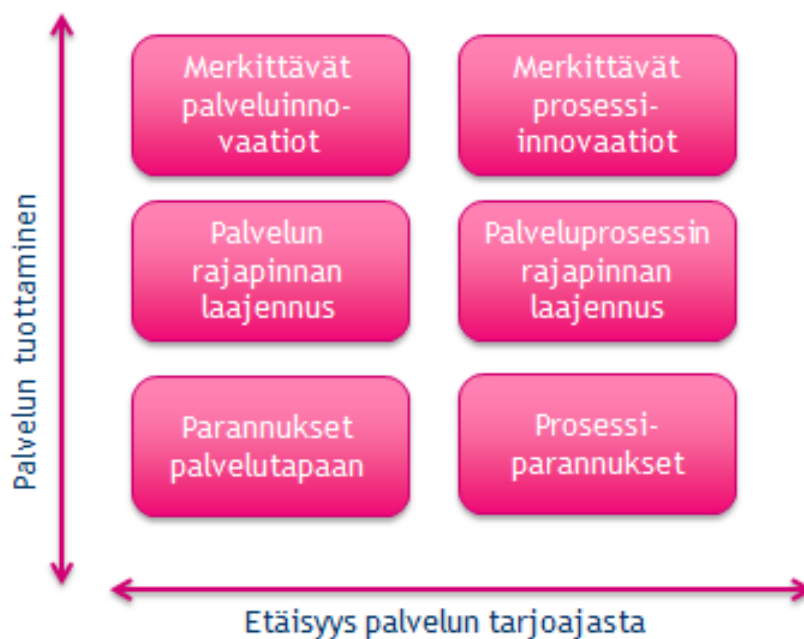 Merkittävät
palveluinno-
vaatiot
Merkittävät
prosessi-
innovaatiot
Palvelun
rajapinnan
laajennus
Palveluprosessin
rajapinnan
laajennus
Parannukset
palvelutapaan
Prosessi-
parannukset
Palvelun tuottaminen
Etäisyys palvelun tarjoajasta